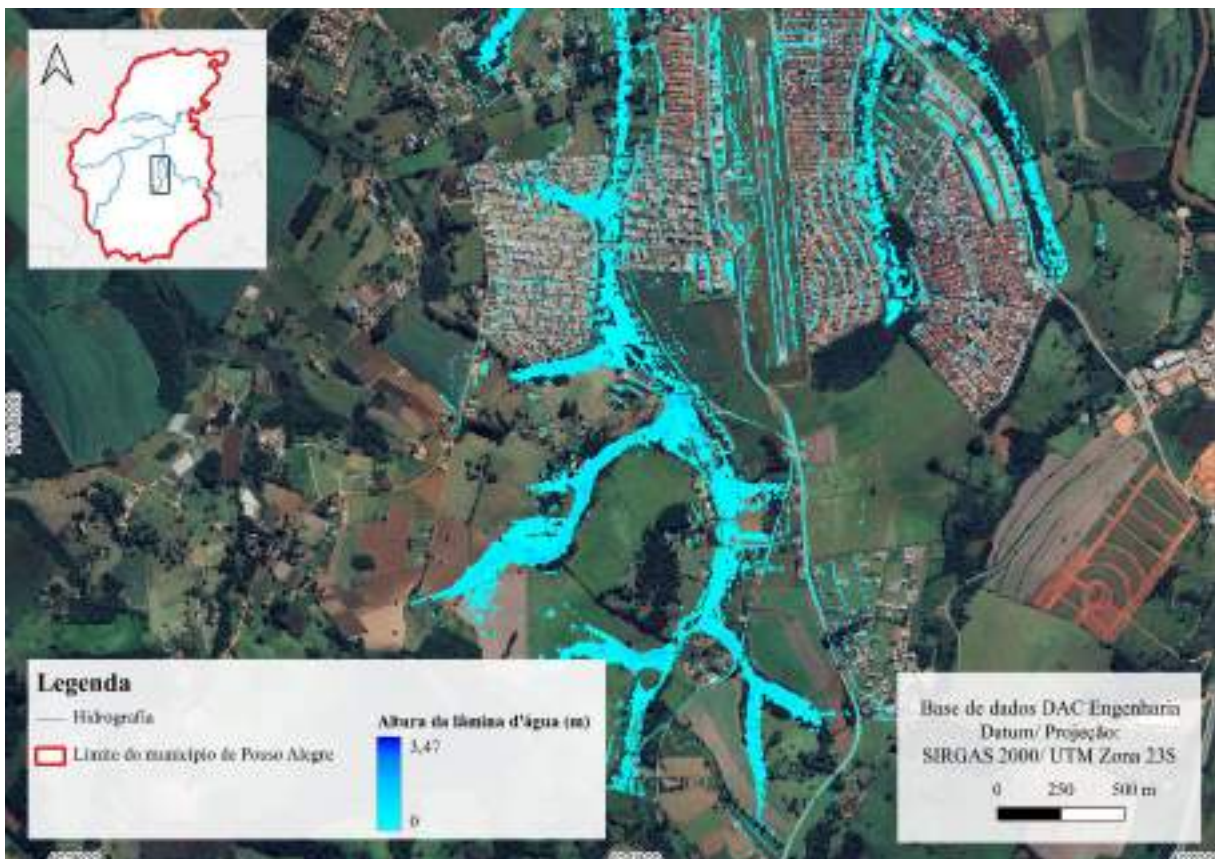 Legenda
Hidrografia
Limite do município de Pouso Alegre
Altura da lâmina d'água (m)
3,47
0
Base de dados DAC Engenharia
Datum/ Projeção:
SIRGAS 2000/ UTM Zona 23S
0 250 500 m